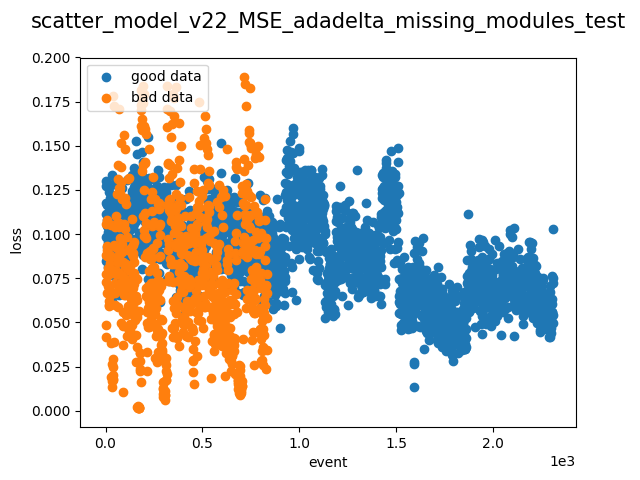 scatter_model_v22_MSE_adadelta_missing_modules_test
good data
bad data
0.200
0.175
0.150
0.125
0.100
0.075
0.050
0.025
0.000
loss
0.0
0.5
1.0
1.5
2.0
1e3
event